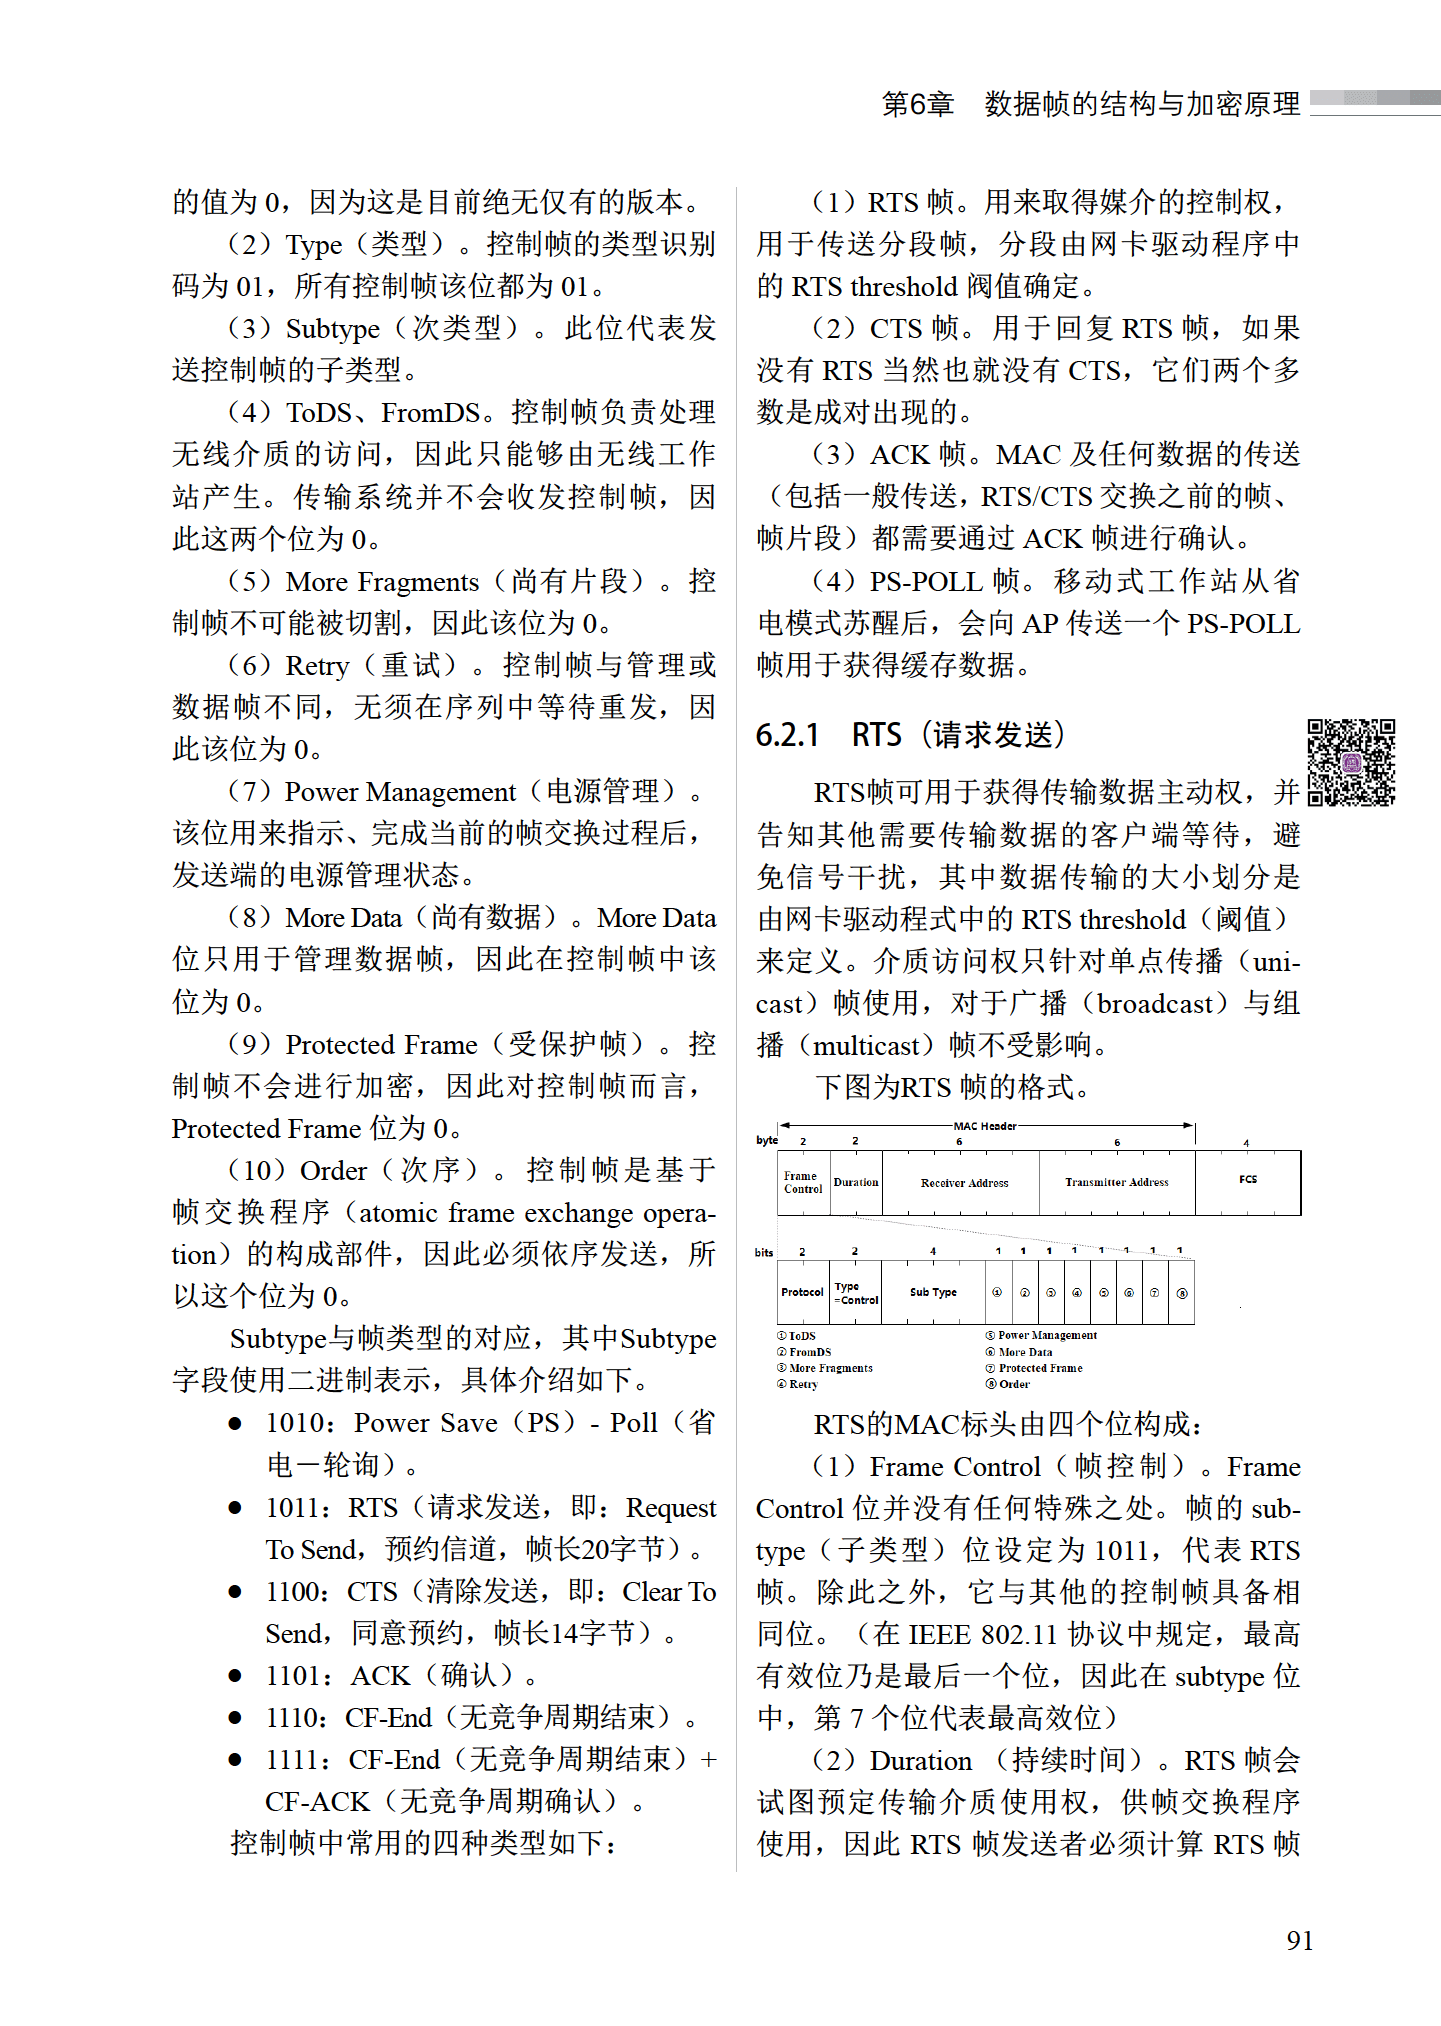 第6章　数据帧的结构与加密原理
的值为 0，因为这是目前绝无仅有的版本。
（2）Type（类型）。控制帧的类型识别
码为 01，所有控制帧该位都为 01。
（3）Subtype（次类型）。此位代表发
送控制帧的子类型。
（4）ToDS、FromDS。控制帧负责处理
无线介质的访问，因此只能够由无线工作
站产生。传输系统并不会收发控制帧，因
此这两个位为 0。
（5）More Fragments（尚有片段）。控
制帧不可能被切割，因此该位为 0。
（6）Retry（重试）。控制帧与管理或
数据帧不同，无须在序列中等待重发，因
此该位为 0。
（7）Power Management（电源管理）。
该位用来指示、完成当前的帧交换过程后，
发送端的电源管理状态。
（8）More Data（尚有数据）。More Data
位只用于管理数据帧，因此在控制帧中该
位为 0。
（9）Protected Frame（受保护帧）。控
制帧不会进行加密，因此对控制帧而言，
Protected Frame 位为 0。
（10）Order（次序）。控制帧是基于
帧交换程序（atomic frame exchange opera-
tion）的构成部件，因此必须依序发送，所
以这个位为 0。
Subtype与帧类型的对应，其中Subtype
字段使用二进制表示，具体介绍如下。
● 1010：Power Save（PS）- Poll（省
电－轮询）。
● 1011：RTS（请求发送，即：Request
To Send，预约信道，帧长20字节）。
● 1100：CTS（清除发送，即：Clear To
Send，同意预约，帧长14字节）。
● 1101：ACK（确认）。
● 1110：CF-End（无竞争周期结束）。
● 1111：CF-End（无竞争周期结束）+
CF-ACK（无竞争周期确认）。
控制帧中常用的四种类型如下：
（1）RTS 帧。用来取得媒介的控制权，
用于传送分段帧，分段由网卡驱动程序中
的 RTS threshold 阀值确定。
（2）CTS 帧。用于回复 RTS 帧，如果
没有 RTS 当然也就没有 CTS，它们两个多
数是成对出现的。
（3）ACK 帧。MAC 及任何数据的传送
（包括一般传送，RTS/CTS 交换之前的帧、
帧片段）都需要通过 ACK 帧进行确认。
（4）PS-POLL 帧。移动式工作站从省
电模式苏醒后，会向 AP 传送一个 PS-POLL
帧用于获得缓存数据。
6.2.1　RTS（请求发送）
RTS帧可用于获得传输数据主动权，并
告知其他需要传输数据的客户端等待，避
免信号干扰，其中数据传输的大小划分是
由网卡驱动程式中的 RTS threshold（阈值）
来定义。介质访问权只针对单点传播（uni-
cast）帧使用，对于广播（broadcast）与组
播（multicast）帧不受影响。
下图为RTS 帧的格式。
MAC Header
byte 2 2 6 6 4
Frame Control Duration Receiver Address Transmitter Address FCS
bits 2 2 4 1 1 1 1 1 1 1 1
Protocol Type =Control Sub Type ① ② ③ ④ ⑤ ⑥ ⑦ ⑧
① ToDS ⑤ Power Management
② FromDS ⑥ More Data
③ More Fragments ⑦ Protected Frame
④ Retry ⑧ Order
RTS的MAC标头由四个位构成：
（1）Frame Control（帧控制）。Frame
Control 位并没有任何特殊之处。帧的 sub-
type（子类型）位设定为 1011，代表 RTS
帧。除此之外，它与其他的控制帧具备相
同位。（在 IEEE 802.11 协议中规定，最高
有效位乃是最后一个位，因此在 subtype 位
中，第 7 个位代表最高效位）
（2）Duration （持续时间）。RTS 帧会
试图预定传输介质使用权，供帧交换程序
使用，因此 RTS 帧发送者必须计算 RTS 帧
91